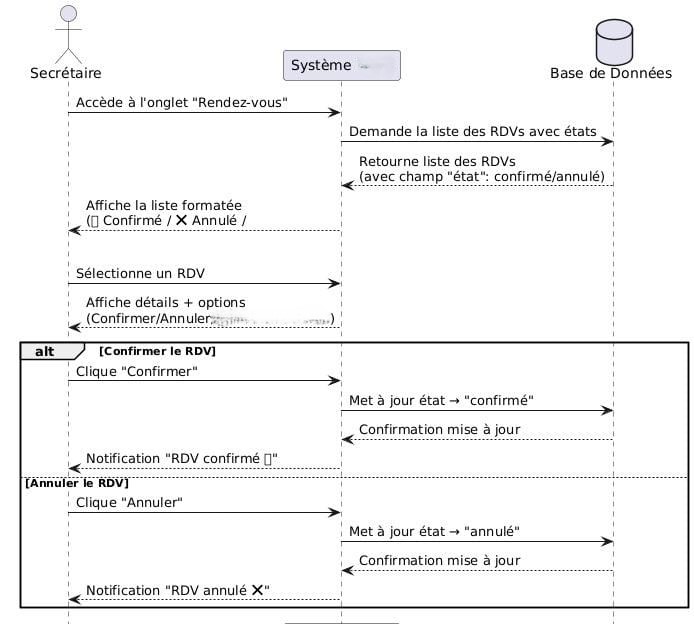 Secrétaire
Système
Base de Données
Accède à l'onglet "Rendez-vous"
Demande la liste des RDVs avec états
Retourne liste des RDVs
(avec champ "état": confirmé/annulé)
Affiche la liste formatée
(▯ Confirmé / ❌ Annulé /
Sélectionne un RDV
Affiche détails + options
(Confirmer/Annuler )
alt [Confirmer le RDV]
Clique "Confirmer"
Met à jour état → "confirmé"
Confirmation mise à jour
Notification "RDV confirmé ▯"
[Annuler le RDV]
Clique "Annuler"
Met à jour état → "annulé"
Confirmation mise à jour
Notification "RDV annulé ❌"